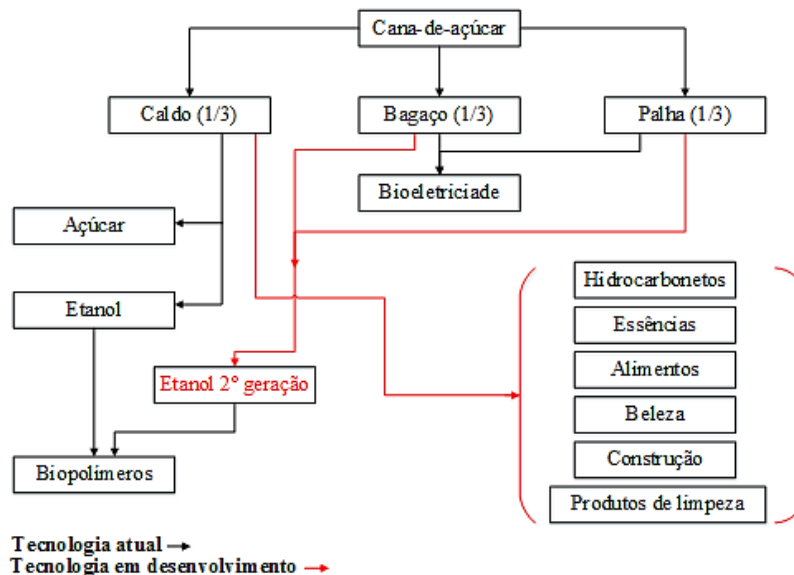 Cana-de-açúcar
Caldo (1/3)
Bagaço (1/3)
Palha (1/3)
Bioeletriciade
Açúcar
Hidrocarbonetos
Etanol
Essências
Alimentos
Etanol 2º geração
Beleza
Construção
Biopolímeros
Produtos de limpeza
Tecnologia atual
Tecnologia em desenvolvimento